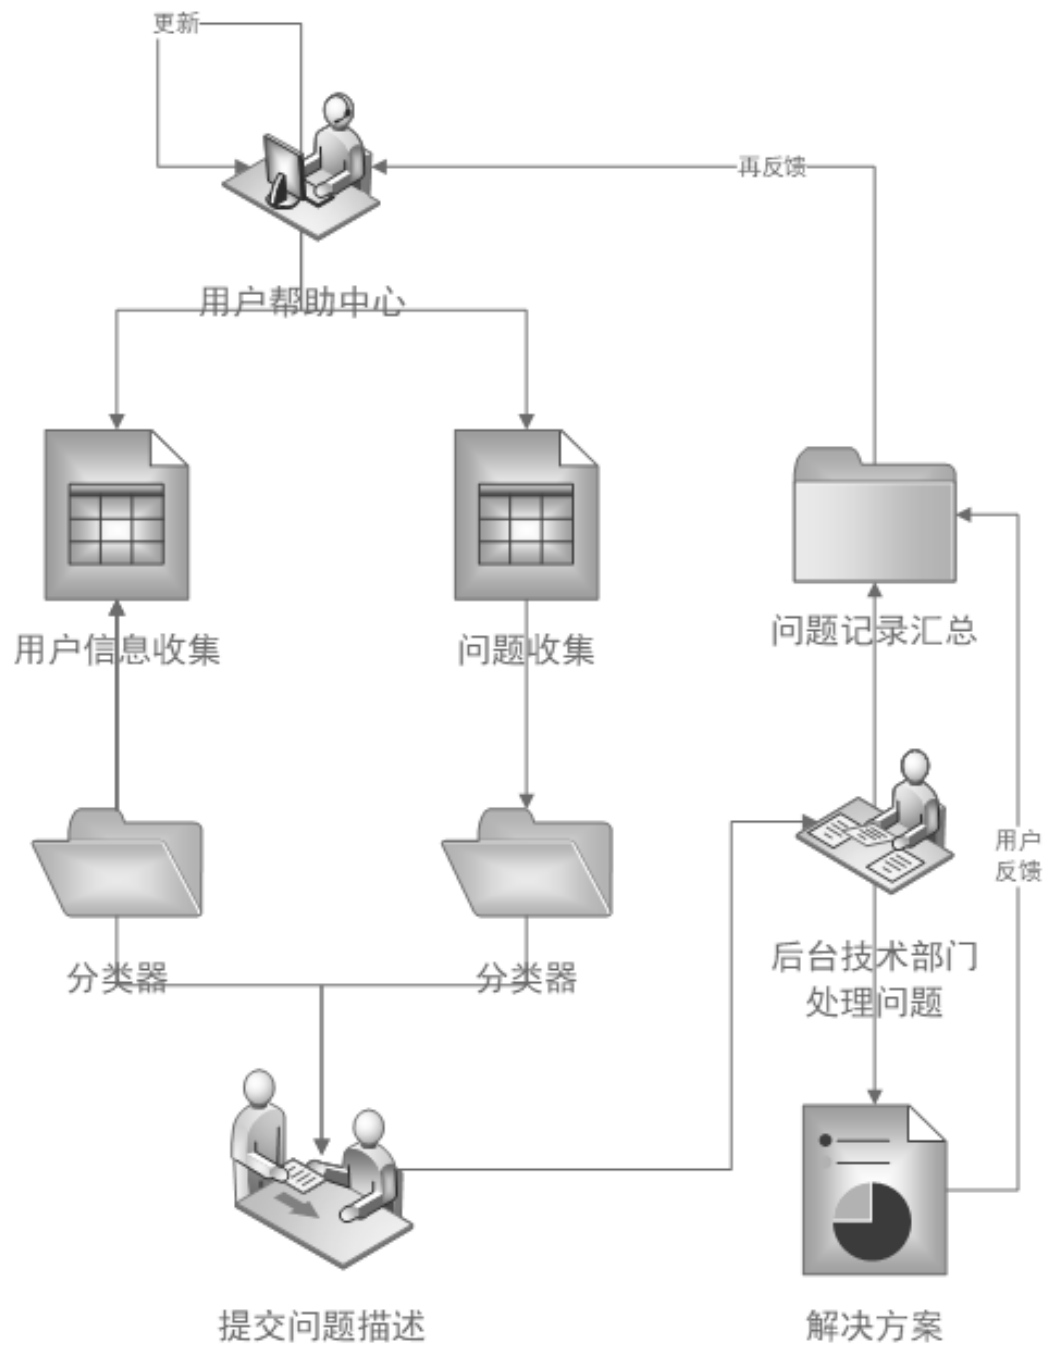 更新
再反馈
用户帮助中心
用户信息收集
问题收集
问题记录汇总
用户
反馈
分类器
分类器
后台技术部门
处理问题
提交问题描述
解决方案